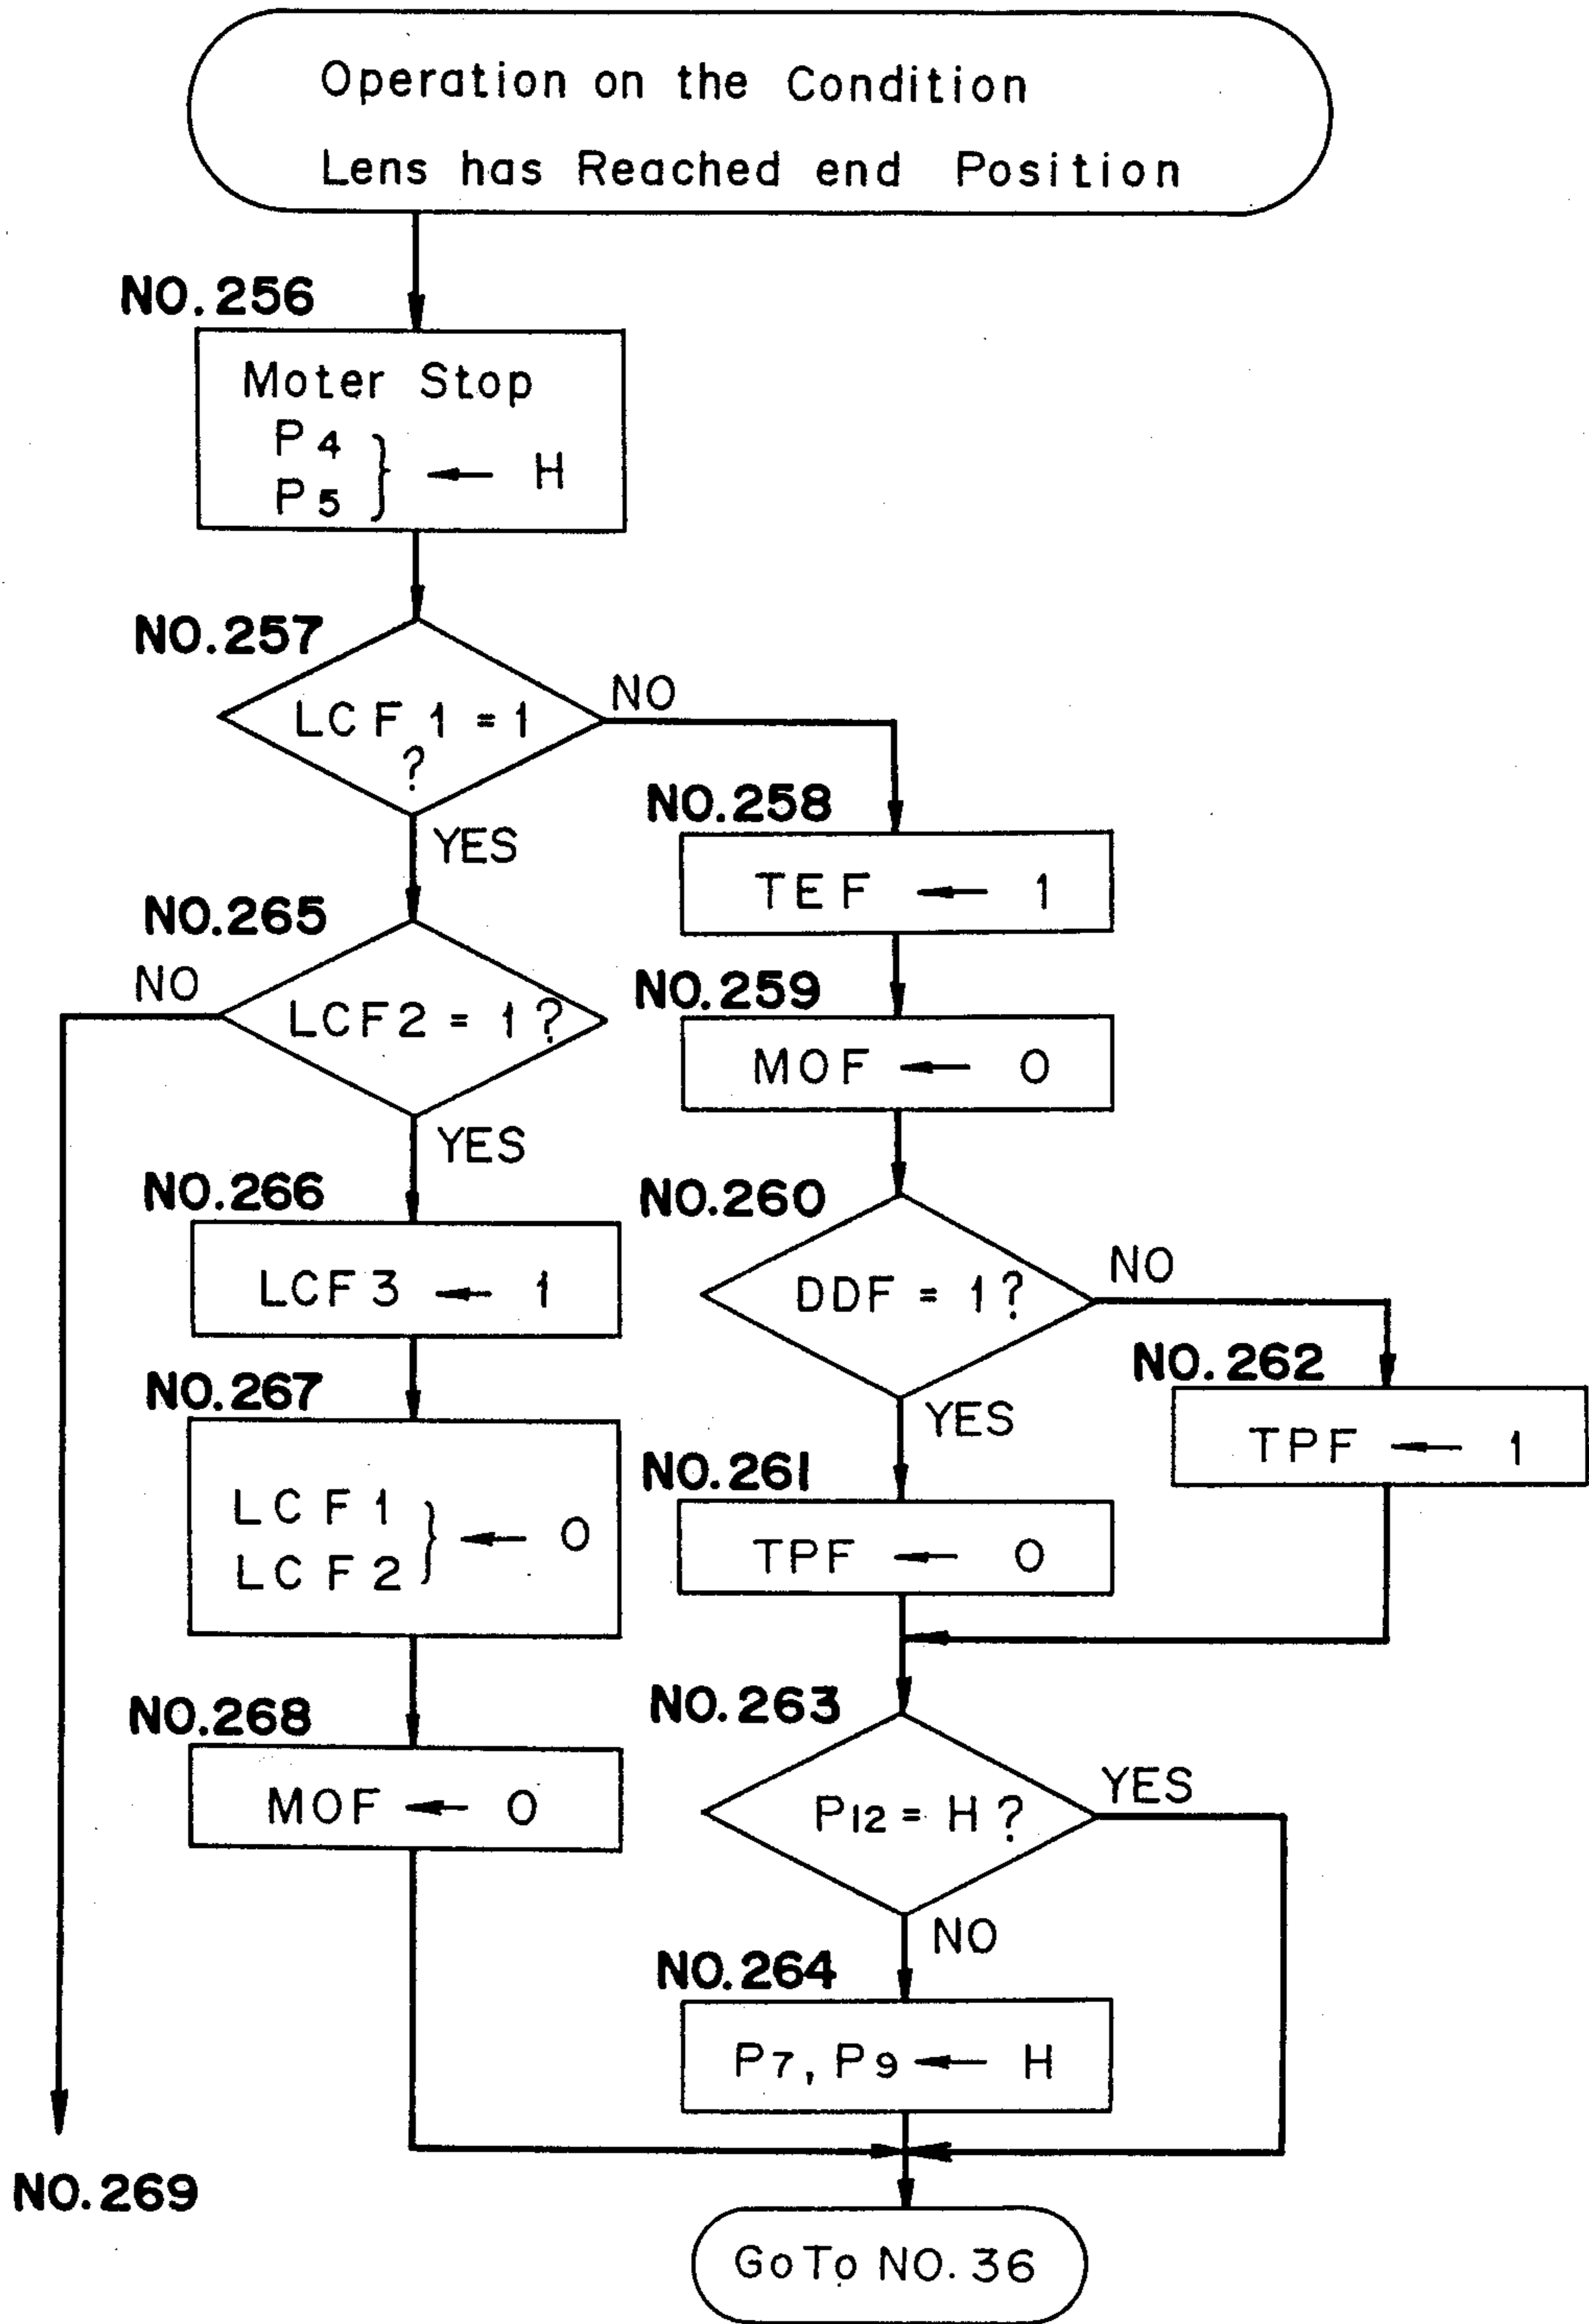 Operation on the Condition
Lens has Reached end Position
NO.256
Moter Stop
P4
P5 } ← H
NO.257
LCF 1 = 1
?
NO
YES
NO.258
TEF ← 1
NO.265
LCF2 = 1?
NO
YES
NO.259
MOF ← 0
NO.266
LCF3 ← 1
NO.260
DDF = 1?
NO
YES
NO.262
TPF ← 1
NO.267
LCF1
LCF2 } ← 0
NO.261
TPF ← 0
NO.268
MOF ← 0
NO.263
P12 = H?
YES
NO
NO.264
P7, P9 ← H
NO.269
GoTo NO.36